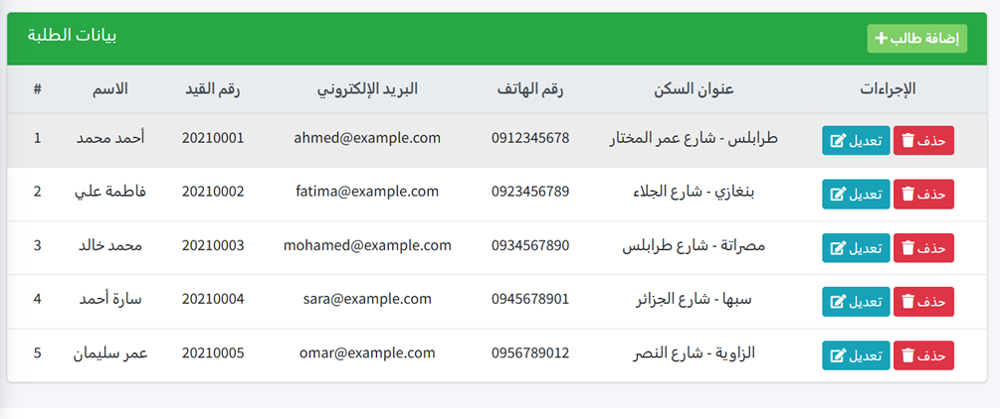 بيانات الطلبة
إضافة طالب
# الاسم رقم القيد البريد الإلكتروني رقم الهاتف عنوان السكن الإجراءات
1 أحمد محمد 20210001 ahmed@example.com 0912345678 طرابلس - شارع عمر المختار تعديل حذف
2 فاطمة علي 20210002 fatima@example.com 0923456789 بنغازي - شارع الجلاء تعديل حذف
3 محمد خالد 20210003 mohamed@example.com 0934567890 مصراتة - شارع طرابلس تعديل حذف
4 سارة أحمد 20210004 sara@example.com 0945678901 سبها - شارع الجزائر تعديل حذف
5 عمر سليمان 20210005 omar@example.com 0956789012 الزاوية - شارع النصر تعديل حذف